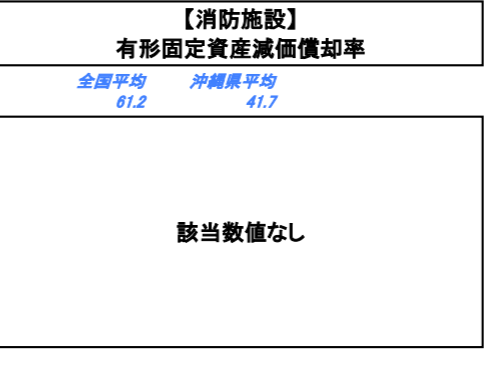 【消防施設】
有形固定資産減価償却率
全国平均 沖縄県平均
61.2 41.7
該当数値なし